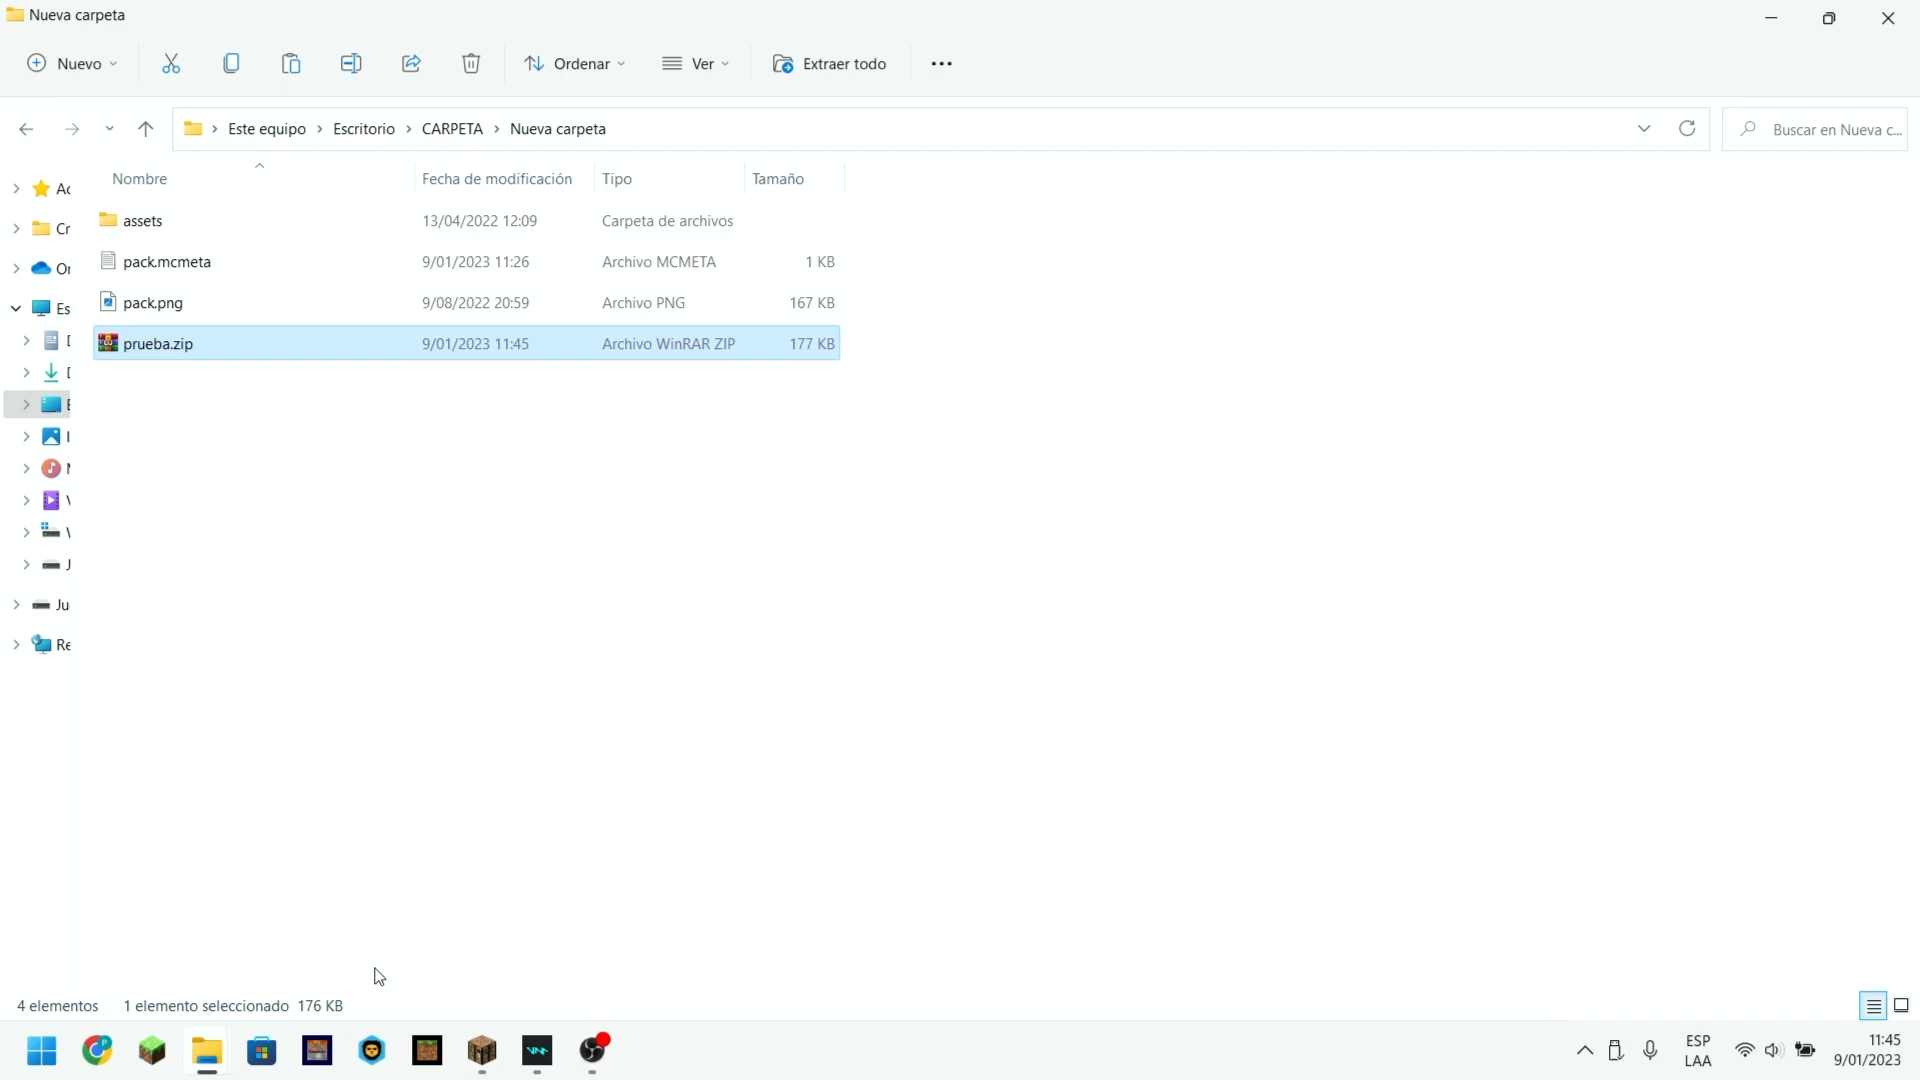 Nueva carpeta
Nuevo
Ordenar
Ver
Extraer todo
Este equipo
Escritorio
CARPETA
Nueva carpeta
Buscar en Nueva c...
Nombre
Fecha de modificación
Tipo
Tamaño
assets 13/04/2022 12:09 Carpeta de archivos
pack.mcmeta 9/01/2023 11:26 Archivo MCMETA 1 KB
pack.png 9/08/2022 20:59 Archivo PNG 167 KB
prueba.zip 9/01/2023 11:45 Archivo WinRAR ZIP 177 KB
Cr
Es
Ju
Re
4 elementos 1 elemento seleccionado 176 KB
ESP
LAA
11:45
9/01/2023